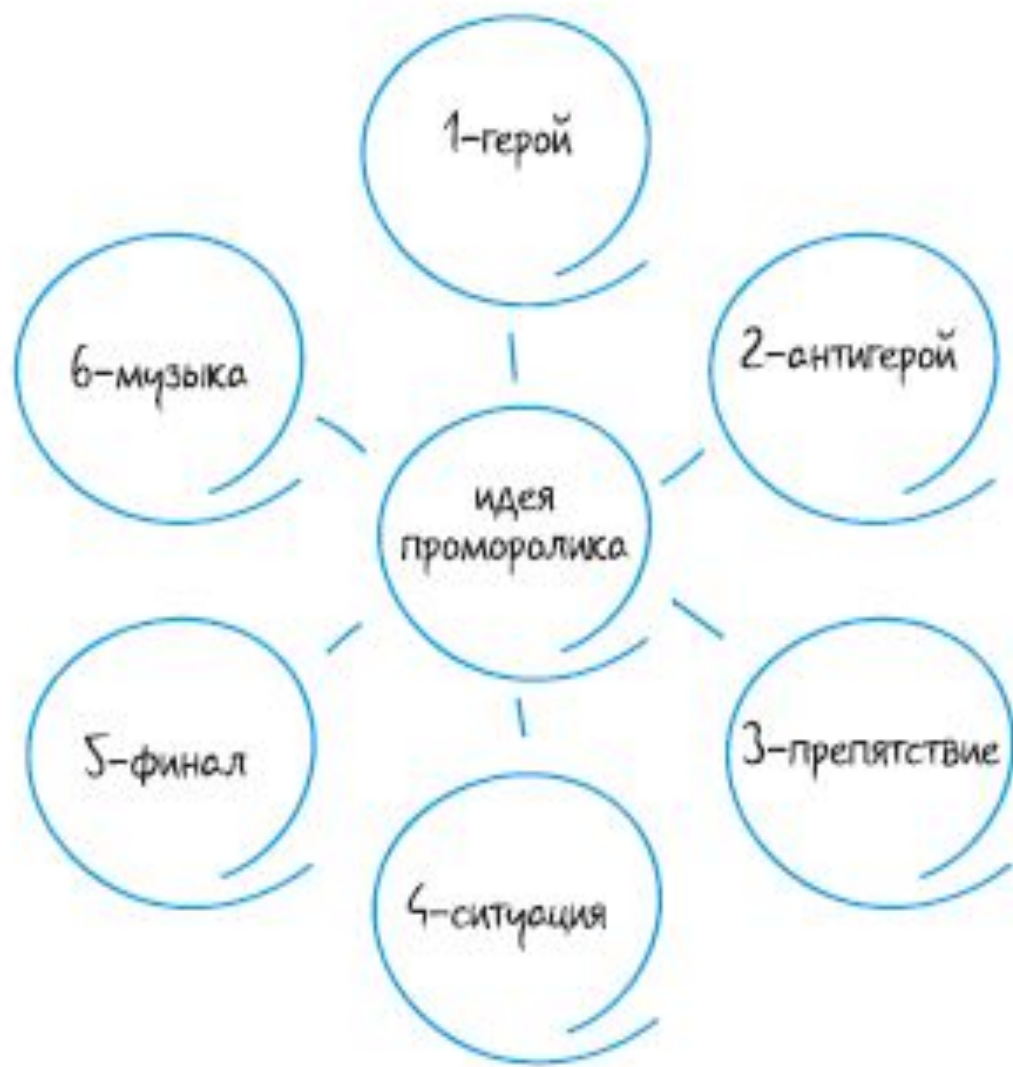 1-герой
2-антигерой
3-препятствие
4-ситуация
5-финал
6-музыка
идея
проморолика